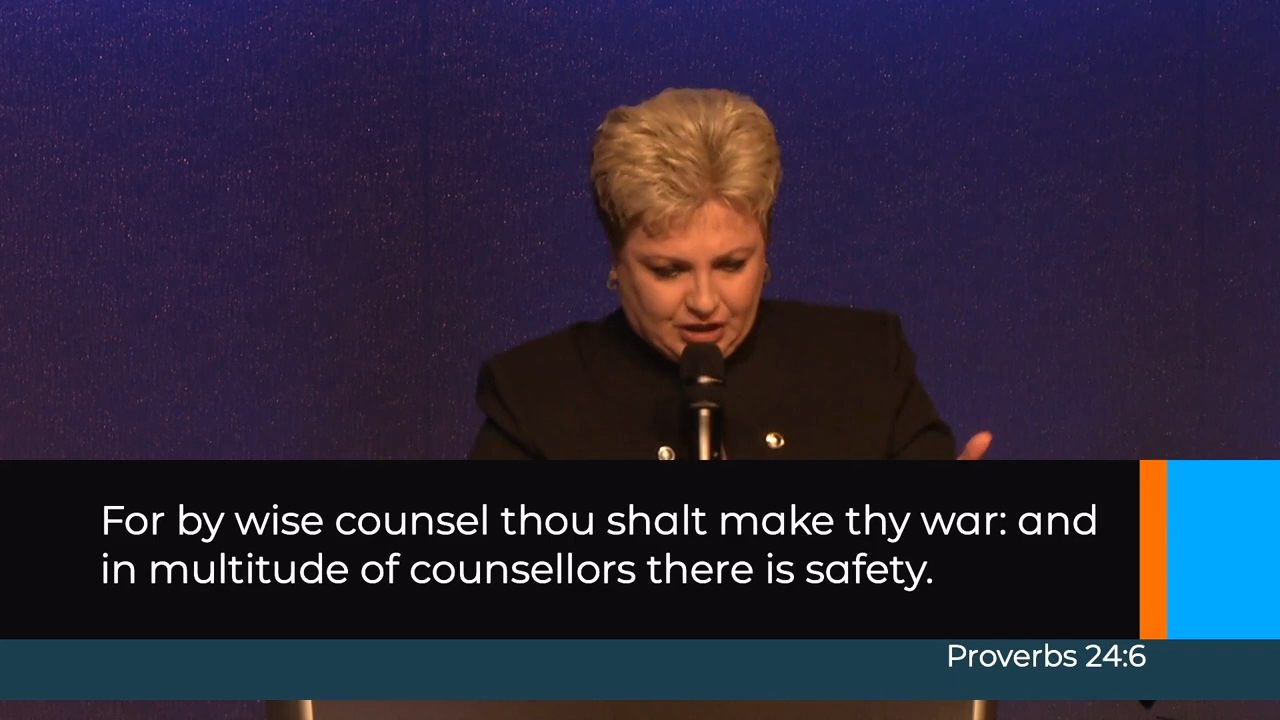 For by wise counsel thou shalt make thy war: and
in multitude of counsellors there is safety.
Proverbs 24:6